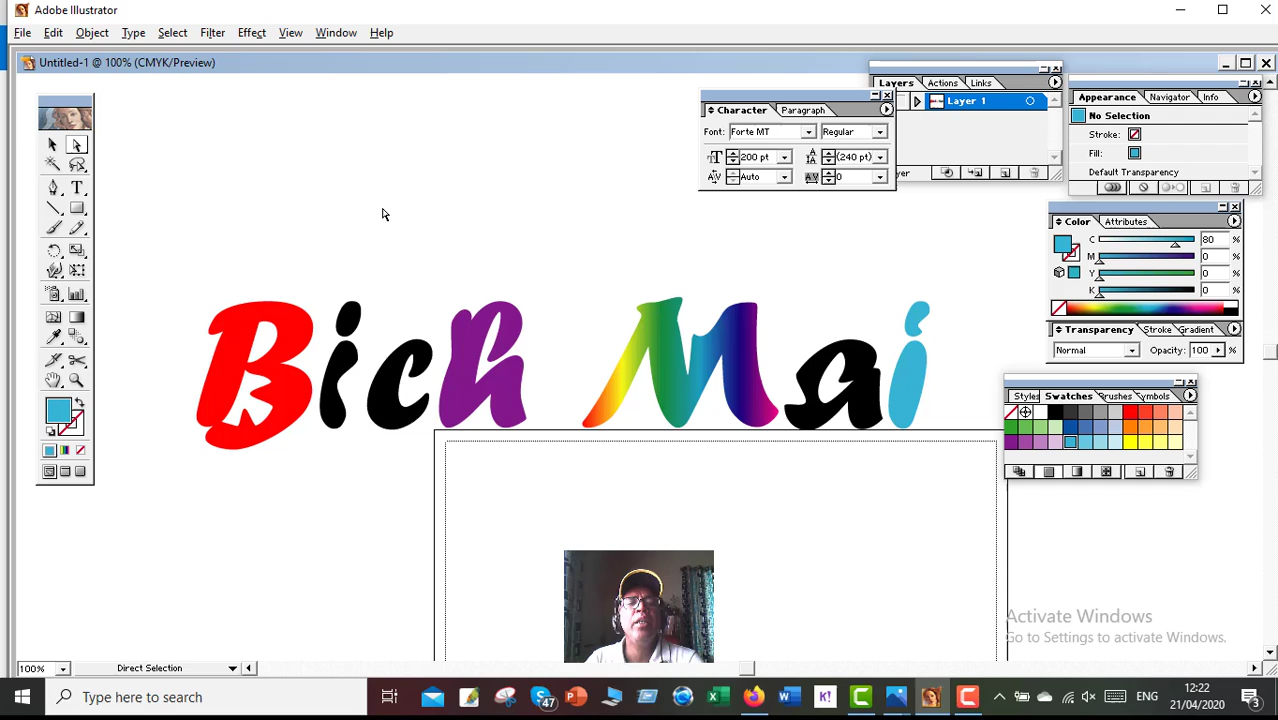 Adobe Illustrator
File Edit Object Type Select Filter Effect View Window Help
Untitled-1 @ 100% (CMYK/Preview)
Layers Actions Links
Layer 1
yer
Character Paragraph
Font: Forte MT Regular
200 pt (240 pt)
Auto 0
Appearance Navigator Info
No Selection
Stroke:
Fill:
Default Transparency
Color Attributes
C 80 %
M 0 %
Y 0 %
K 0 %
Transparency Stroke Gradient
Normal Opacity: 100 %
Styles Swatches Brushes ymbols
Bich Mai
Activate Windows
Go to Settings to activate Windows.
100% Direct Selection
Type here to search
47
K!
ENG
12:22
21/04/2020
3